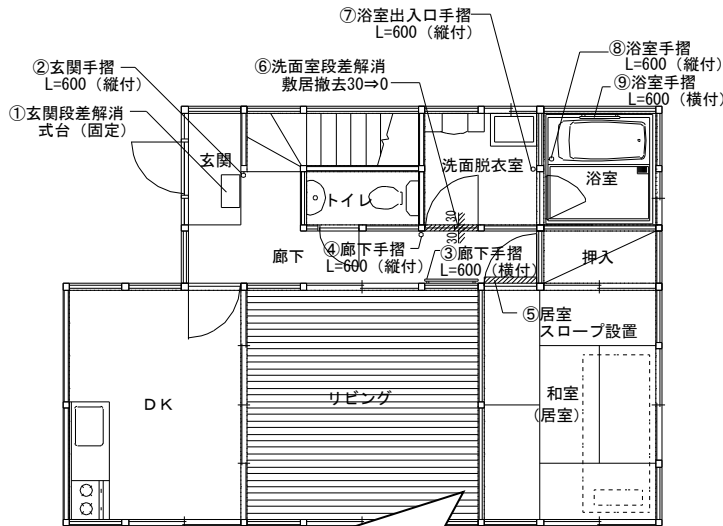 ⑦浴室出入口手摺
L=600（縦付）
②玄関手摺
L=600（縦付）
⑥洗面室段差解消
敷居撤去30⇒0
⑧浴室手摺
L=600（縦付）
⑨浴室手摺
L=600（横付）
①玄関段差解消
式台（固定）
玄関
洗面脱衣室
浴室
トイレ
30
30
廊下
④廊下手摺
L=600（縦付）
③廊下手摺
L=600（横付）
押入
⑤居室
スロープ設置
DK
リビング
和室
(居室)